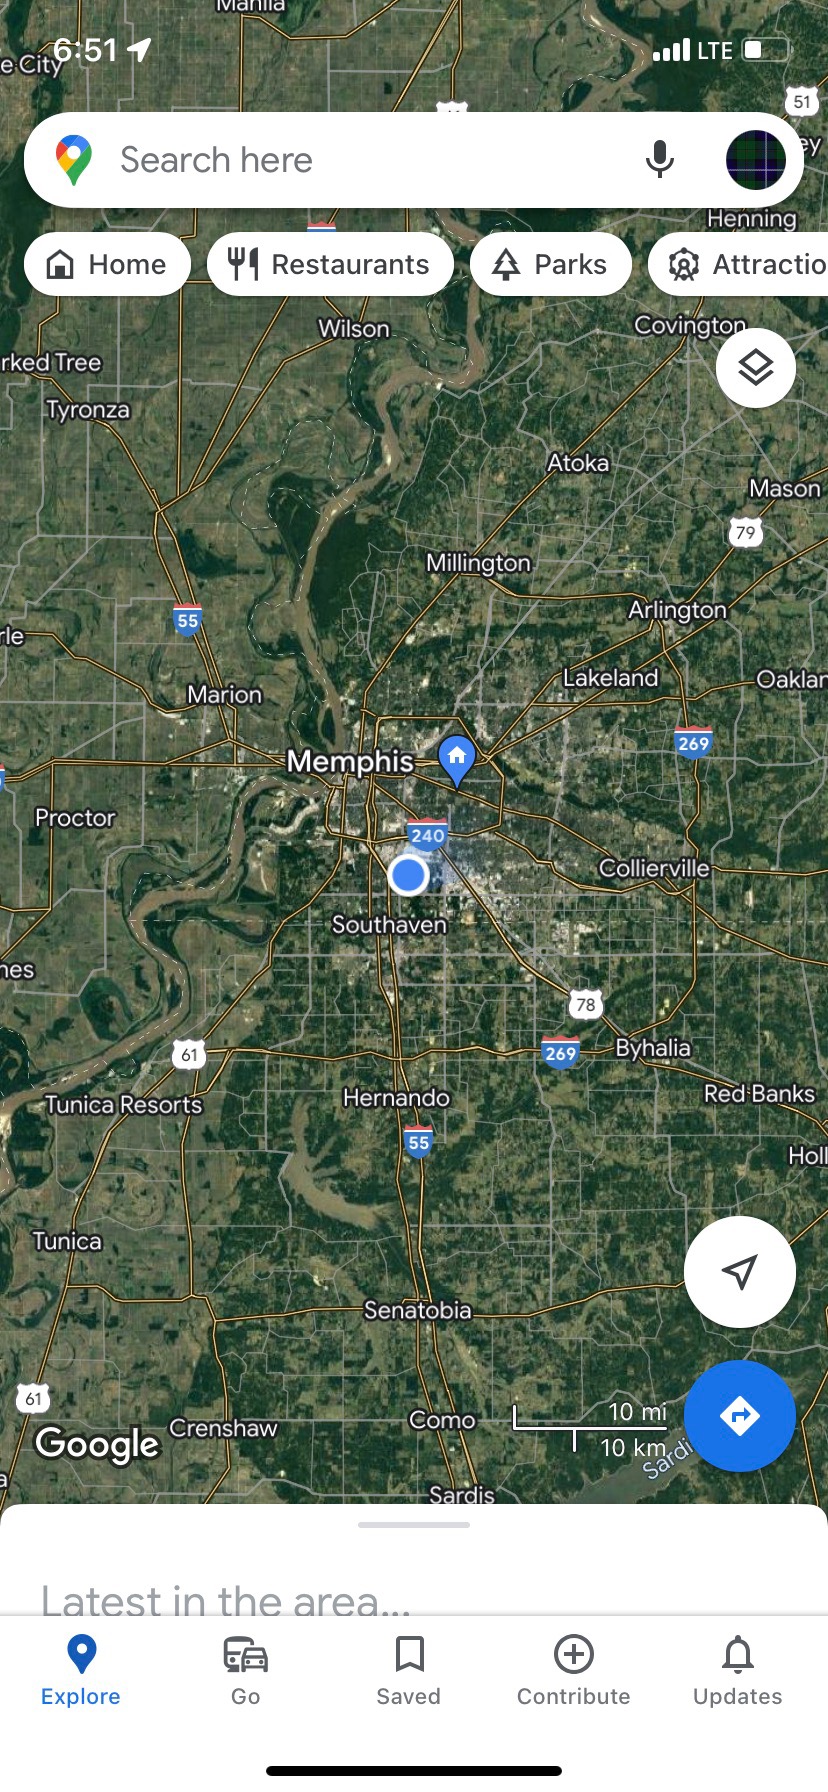 Manila
6:51
LTE
e City
51
ey
Search here
Henning
Home
Restaurants
Parks
Attractio
Wilson
Covington
rked Tree
Tyronza
Atoka
Mason
79
Millington
55
Arlington
rle
Lakeland
Oaklan
Marion
269
Memphis
Proctor
240
Collierville
Southaven
nes
78
61
269
Byhalia
Tunica Resorts
Hernando
Red Banks
55
Holl
Tunica
Senatobia
61
10 mi
Crenshaw
Como
Google
10 km
Sardi
a
Sardis
Latest in the area...
Explore
Go
Saved
Contribute
Updates